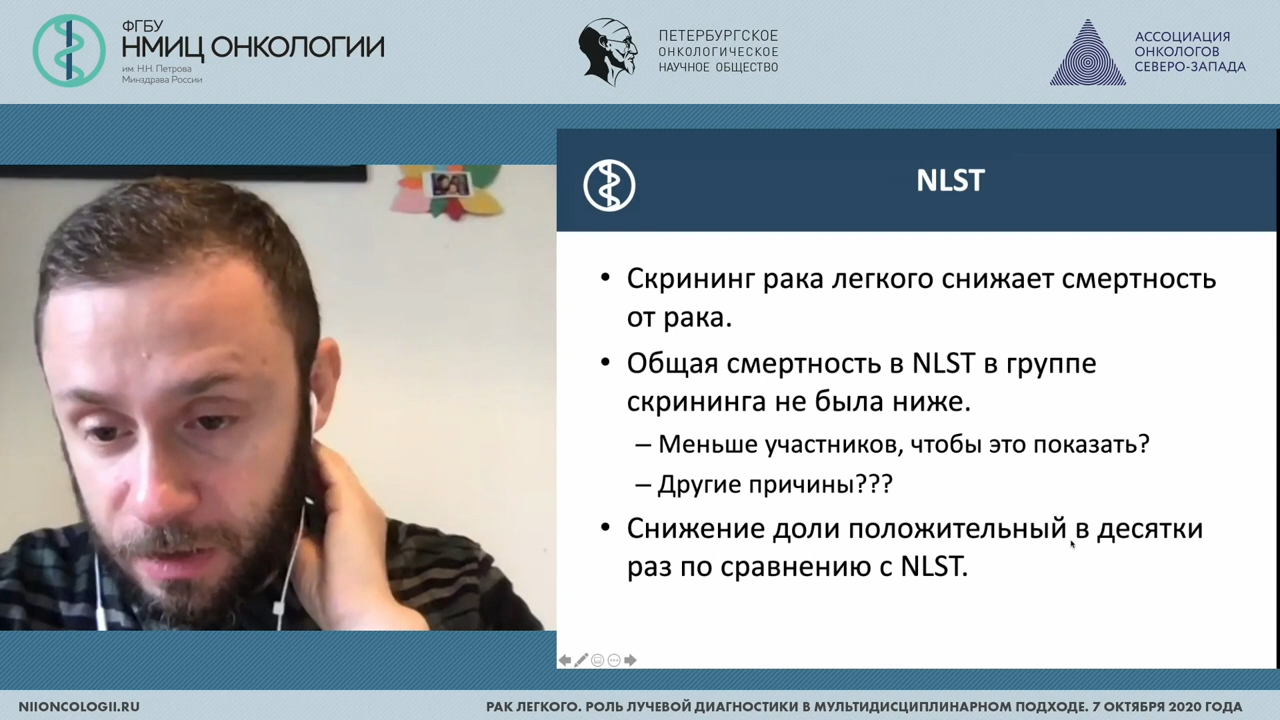 ФГБУ
НМИЦ ОНКОЛОГИИ
им. Н.Н. Петрова
Минздрава России
ПЕТЕРБУРГСКОЕ
ОНКОЛОГИЧЕСКОЕ
НАУЧНОЕ ОБЩЕСТВО
АССОЦИАЦИЯ
ОНКОЛОГОВ
СЕВЕРО-ЗАПАДА
NLST
• Скрининг рака легкого снижает смертность
от рака.
• Общая смертность в NLST в группе
скрининга не была ниже.
– Меньше участников, чтобы это показать?
– Другие причины???
• Снижение доли положительный в десятки
раз по сравнению с NLST.
NIIONCOLOGII.RU
РАК ЛЕГКОГО. РОЛЬ ЛУЧЕВОЙ ДИАГНОСТИКИ В МУЛЬТИДИСЦИПЛИНАРНОМ ПОДХОДЕ. 7 ОКТЯБРЯ 2020 ГОДА